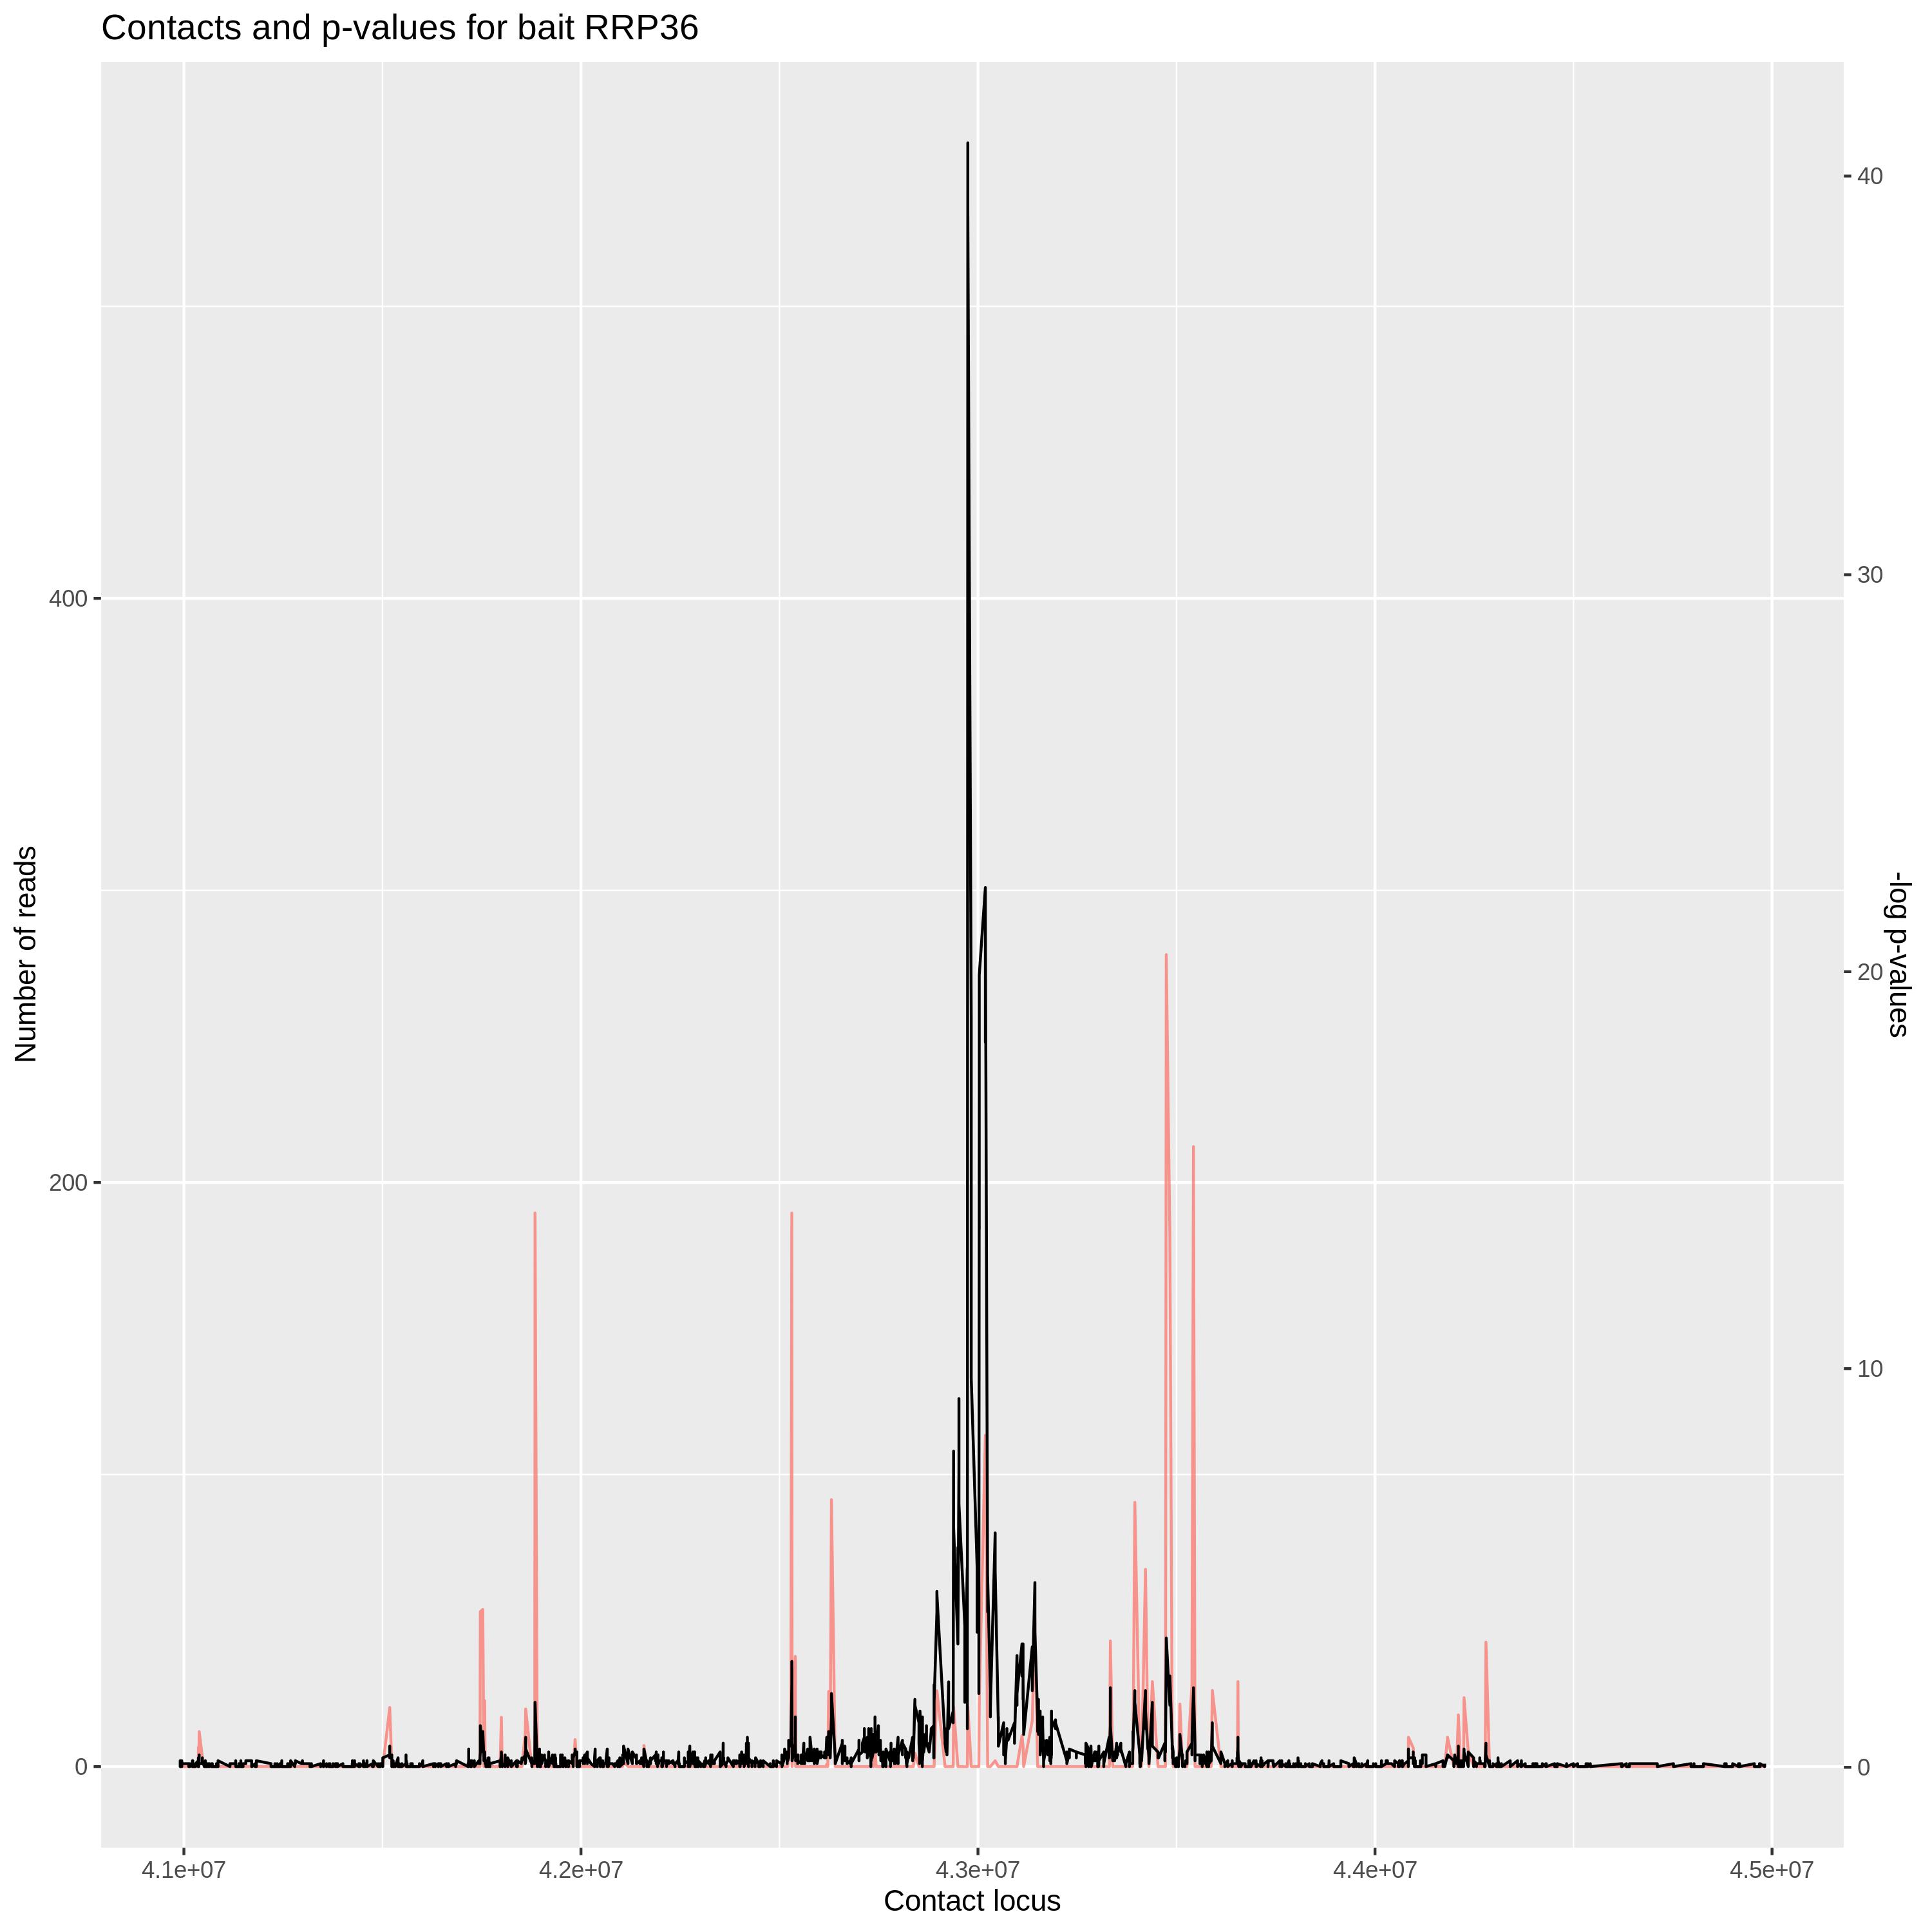 Contacts and p-values for bait RRP36
Number of reads
400
200
0
40
30
20
10
0
-log p-values
4.1e+07
4.2e+07
4.3e+07
4.4e+07
4.5e+07
Contact locus